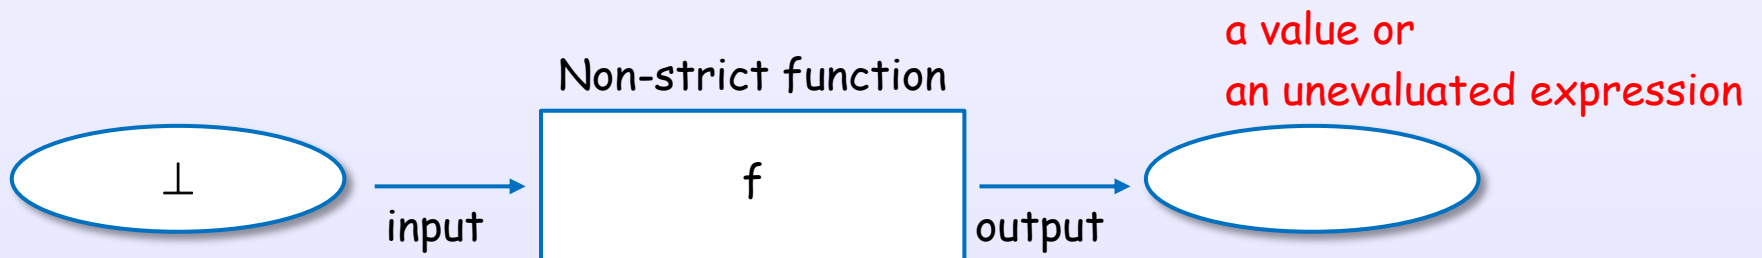 a value or
an unevaluated expression
Non-strict function
⊥
input
f
output